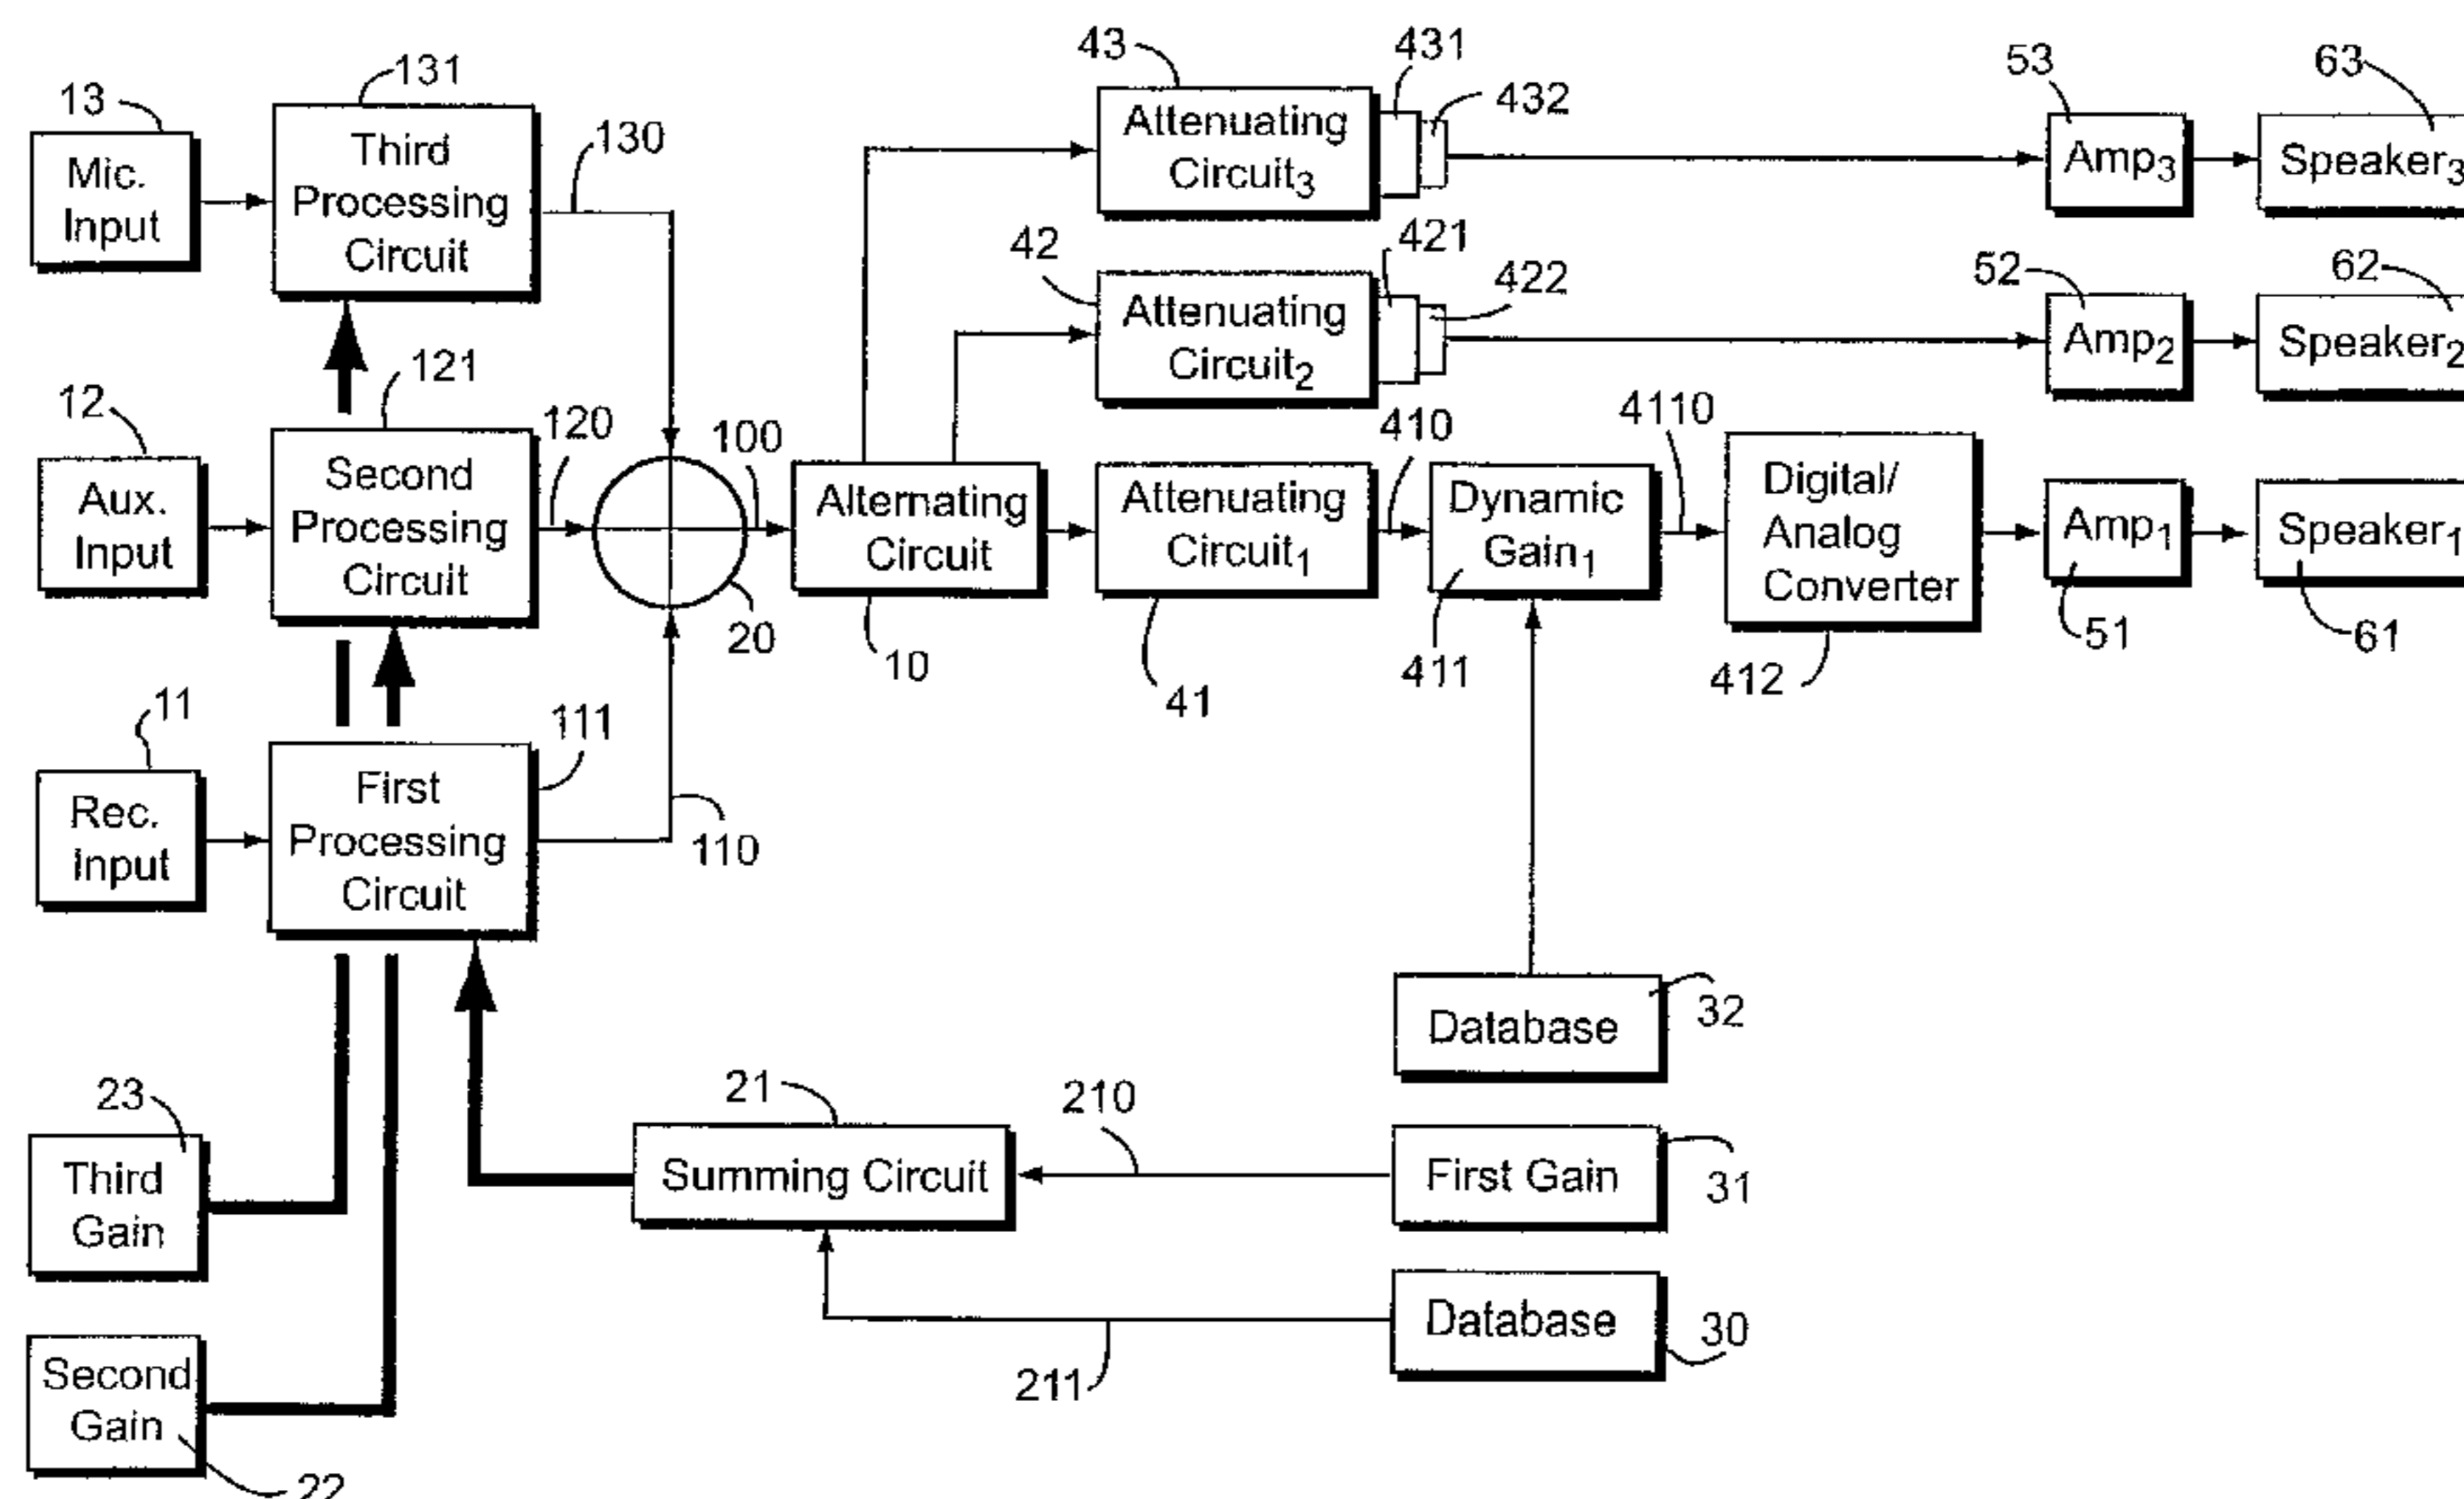 43
431
53
63
131
13
432
Attenuating
Circuit3
Third
Processing
Circuit
130
Mic.
Input
Amp3
Speaker3
42
421
422
52
62
Attenuating
Circuit2
Amp2
Speaker2
121
12
120
100
410
4110
Second
Processing
Circuit
Aux.
Input
Alternating
Circuit
Attenuating
Circuit1
Dynamic
Gain1
Digital/
Analog
Converter
Amp1
Speaker1
20
10
41
411
412
51
61
11
111
First
Processing
Circuit
Rec.
Input
110
Database
32
23
21
210
Third
Gain
Summing Circuit
First Gain
31
Database
30
211
Second
Gain
22